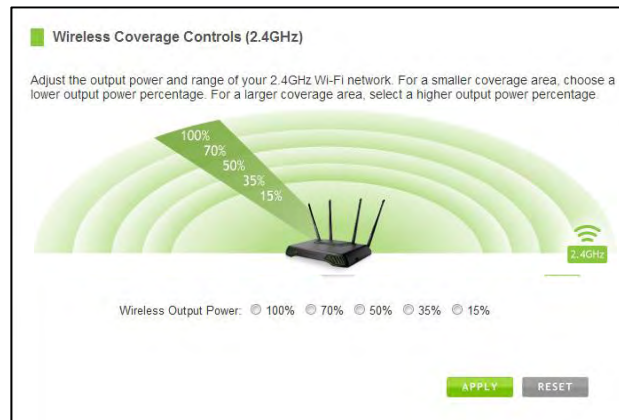 Wireless Coverage Controls (2.4GHz)
Adjust the output power and range of your 2.4GHz Wi-Fi network. For a smaller coverage area, choose a
lower output power percentage. For a larger coverage area, select a higher output power percentage.
100%
70%
50%
35%
15%
2.4GHz
Wireless Output Power: 100% 70% 50% 35% 15%
APPLY RESET